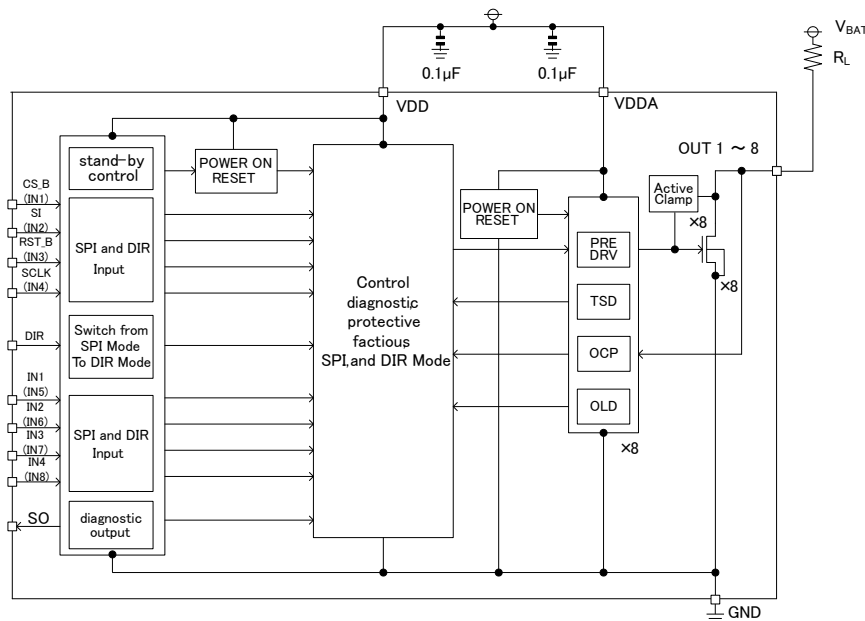 VBAT
RL
0.1μF
0.1μF
VDD
VDDA
OUT 1 ～ 8
stand-by
control
POWER ON
RESET
Active
Clamp
×8
CS_B
(IN1)
SI
(IN2)
RST_B
(IN3)
SCLK
(IN4)
SPI and DIR
Input
POWER ON
RESET
PRE
DRV
×8
Control
diagnostic,
protective
factious
SPI,and DIR Mode
TSD
DIR
Switch from
SPI Mode
To DIR Mode
OCP
OLD
×8
IN1
(IN5)
IN2
(IN6)
IN3
(IN7)
IN4
(IN8)
SPI and DIR
Input
SO
diagnostic
output
GND